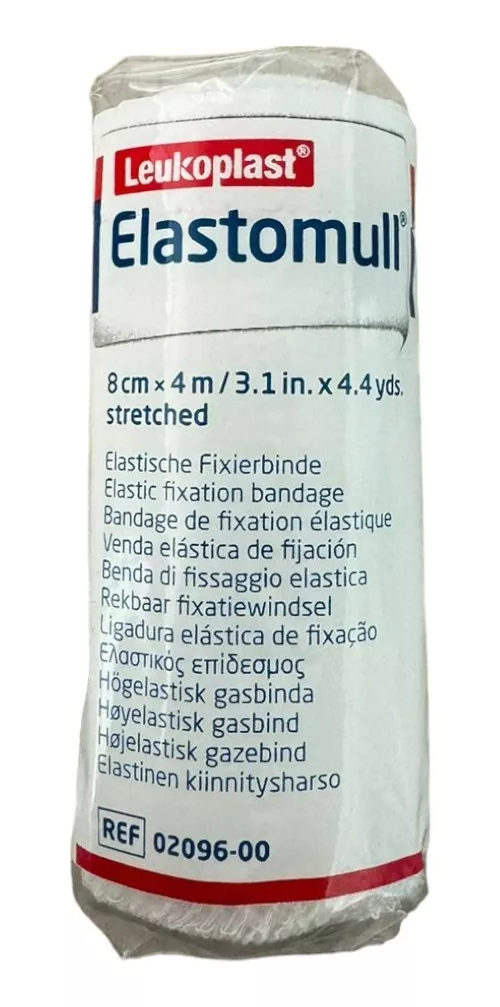 Leukoplast®
Elastomull®
8 cm × 4 m / 3.1 in. x 4.4 yds.
stretched
Elastische Fixierbinde
Elastic fixation bandage
Bandage de fixation élastique
Venda elástica de fijación
Benda di fissaggio elastica
Rekbaar fixatiewindsel
Ligadura elástica de fixação
Ελαστικός επίδεσμος
Högelastisk gasbinda
Høyelastisk gasbind
Højelastisk gazebind
Elastinen kiinnitysharso
REF 02096-00